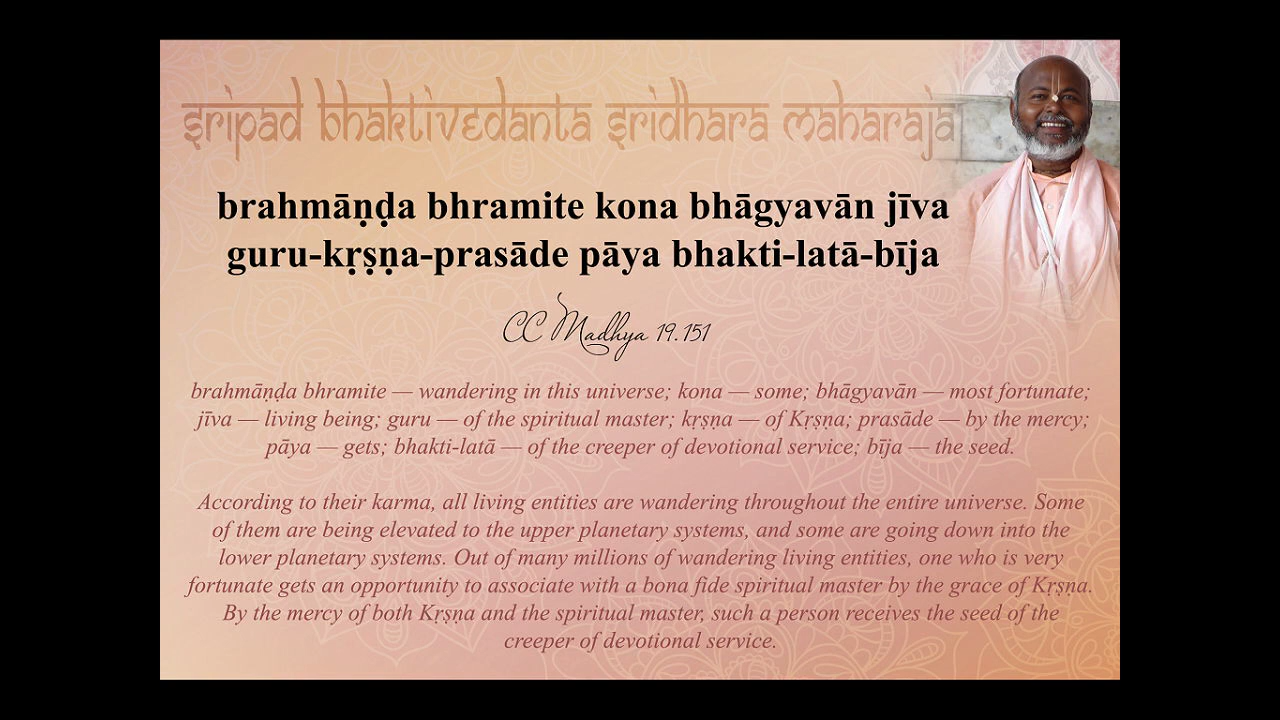 sripad bhaktivedanta sridhara maharaja
brahmāṇḍa bhramite kona bhāgyavān jīva
guru-kṛṣṇa-prasāde pāya bhakti-latā-bīja
CC Madhya 19.151
brahmāṇḍa bhramite — wandering in this universe; kona — some; bhāgyavān — most fortunate;
jīva — living being; guru — of the spiritual master; kṛṣṇa — of Kṛṣṇa; prasāde — by the mercy;
pāya — gets; bhakti-latā — of the creeper of devotional service; bīja — the seed.
According to their karma, all living entities are wandering throughout the entire universe. Some
of them are being elevated to the upper planetary systems, and some are going down into the
lower planetary systems. Out of many millions of wandering living entities, one who is very
fortunate gets an opportunity to associate with a bona fide spiritual master by the grace of Kṛṣṇa.
By the mercy of both Kṛṣṇa and the spiritual master, such a person receives the seed of the
creeper of devotional service.